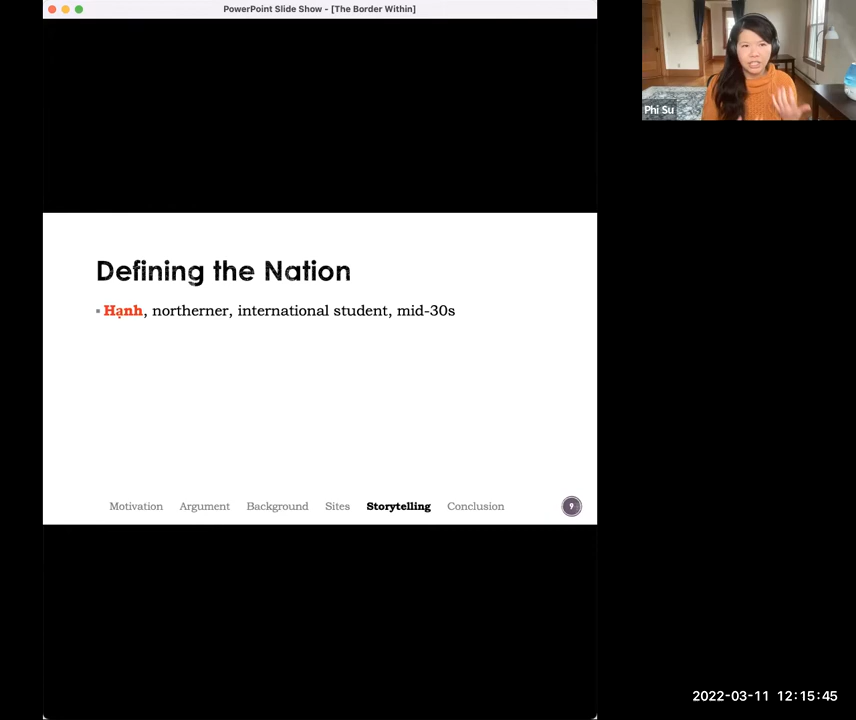 PowerPoint Slide Show - [The Border Within]
Phi Su
Defining the Nation
▪ Hạnh, northerner, international student, mid-30s
Motivation Argument Background Sites Storytelling Conclusion 9
2022-03-11 12:15:45